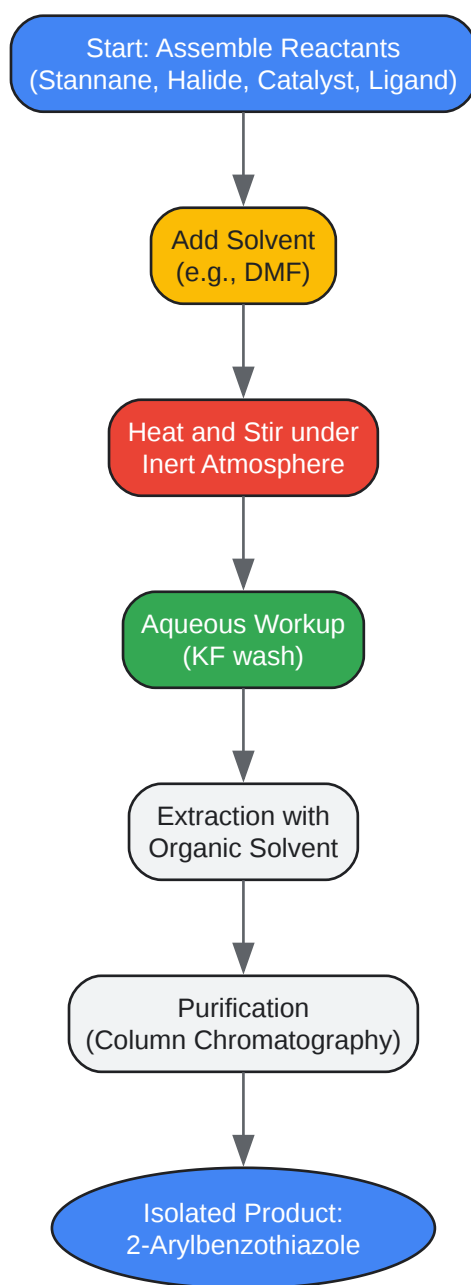 Start: Assemble Reactants
(Stannane, Halide, Catalyst, Ligand)
Add Solvent
(e.g., DMF)
Heat and Stir under
Inert Atmosphere
Aqueous Workup
(KF wash)
Extraction with
Organic Solvent
Purification
(Column Chromatography)
Isolated Product:
2-Arylbenzothiazole